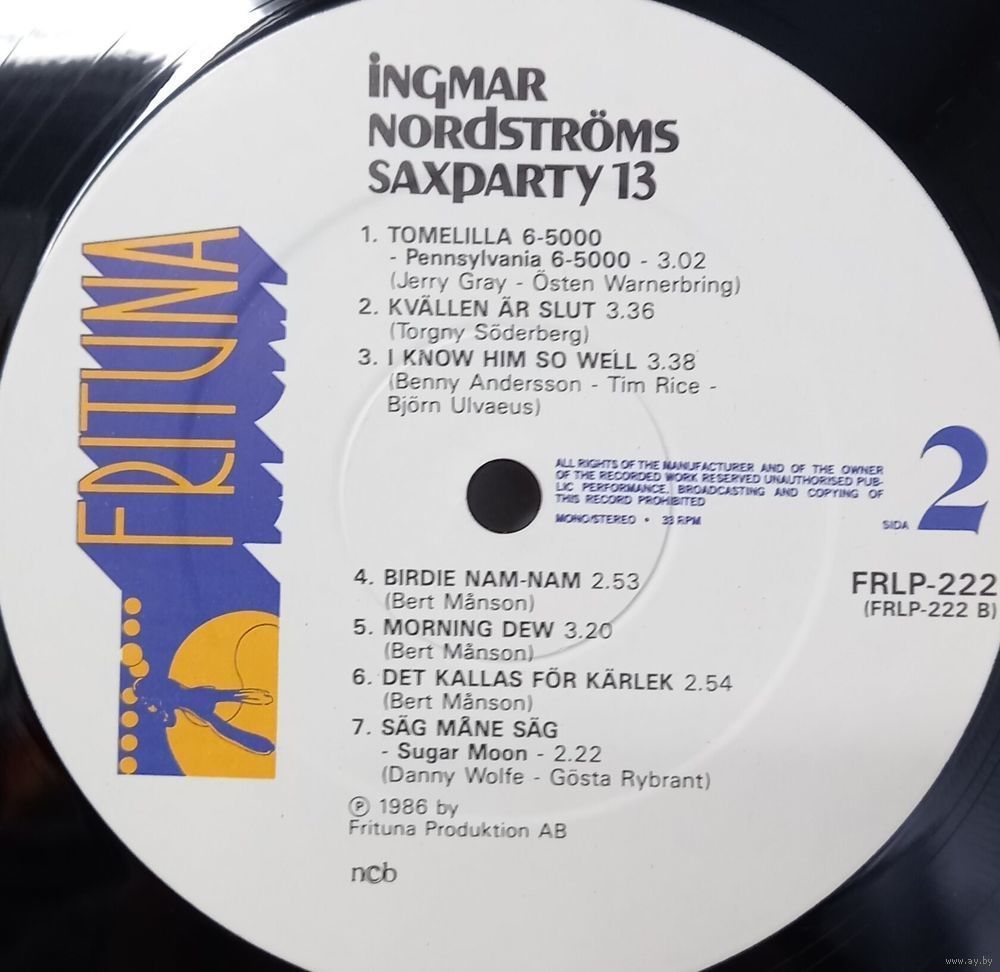 iNGMAR
NORdSTRÖMS
SAXPARTY 13
1. TOMELILLA 6-5000
- Pennsylvania 6-5000 - 3.02
(Jerry Gray - Östen Warnerbring)
2. KVÄLLEN ÄR SLUT 3.36
(Torgny Söderberg)
3. I KNOW HIM SO WELL 3.38
(Benny Andersson - Tim Rice -
Björn Ulvaeus)
FRITUNA
ALL RIGHTS OF THE MANUFACTURER AND OF THE OWNER
OF THE RECORDED WORK RESERVED UNAUTHORISED PUB-
LIC PERFORMANCE, BROADCASTING AND COPYING OF
THIS RECORD PROHIBITED
MONO/STEREO • 33 RPM
SIDA 2
4. BIRDIE NAM-NAM 2.53
(Bert Månson)
5. MORNING DEW 3.20
(Bert Månson)
6. DET KALLAS FÖR KÄRLEK 2.54
(Bert Månson)
7. SÄG MÅNE SÄG
- Sugar Moon - 2.22
(Danny Wolfe - Gösta Rybrant)
FRLP-222
(FRLP-222 B)
℗ 1986 by
Frituna Produktion AB
ncb
www.ay.by